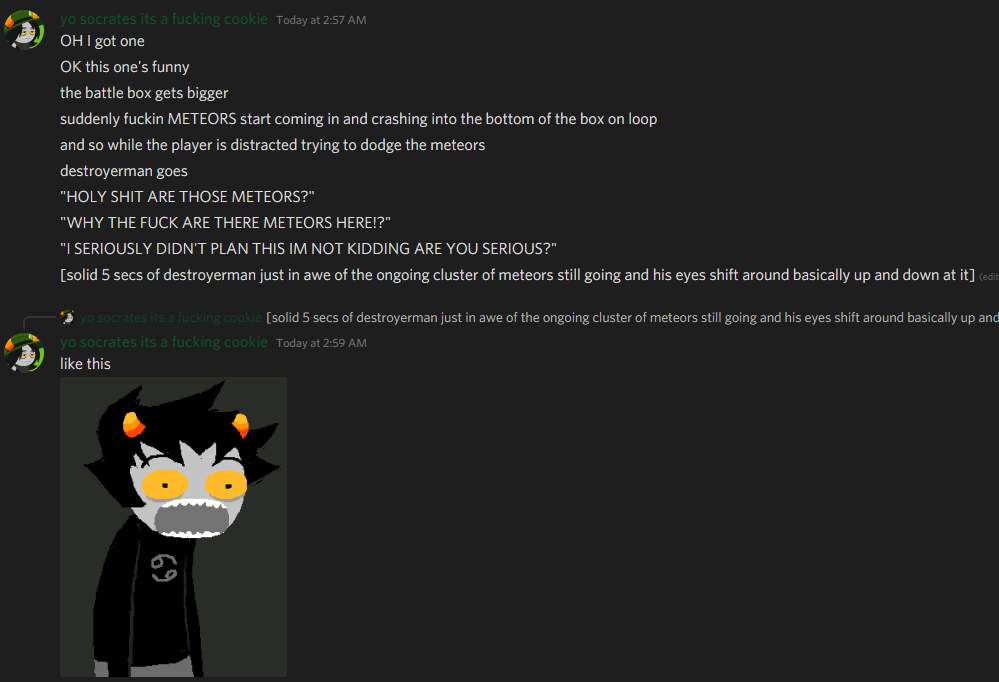 yo socrates its a fucking cookie Today at 2:57 AM
OH I got one
OK this one's funny
the battle box gets bigger
suddenly fuckin METEORS start coming in and crashing into the bottom of the box on loop
and so while the player is distracted trying to dodge the meteors
destroyerman goes
"HOLY SHIT ARE THOSE METEORS?"
"WHY THE FUCK ARE THERE METEORS HERE!?"
"I SERIOUSLY DIDN'T PLAN THIS IM NOT KIDDING ARE YOU SERIOUS?"
[solid 5 secs of destroyerman just in awe of the ongoing cluster of meteors still going and his eyes shift around basically up and down at it] (edit
yo socrates its a fucking cookie [solid 5 secs of destroyerman just in awe of the ongoing cluster of meteors still going and his eyes shift around basically up and
yo socrates its a fucking cookie Today at 2:59 AM
like this